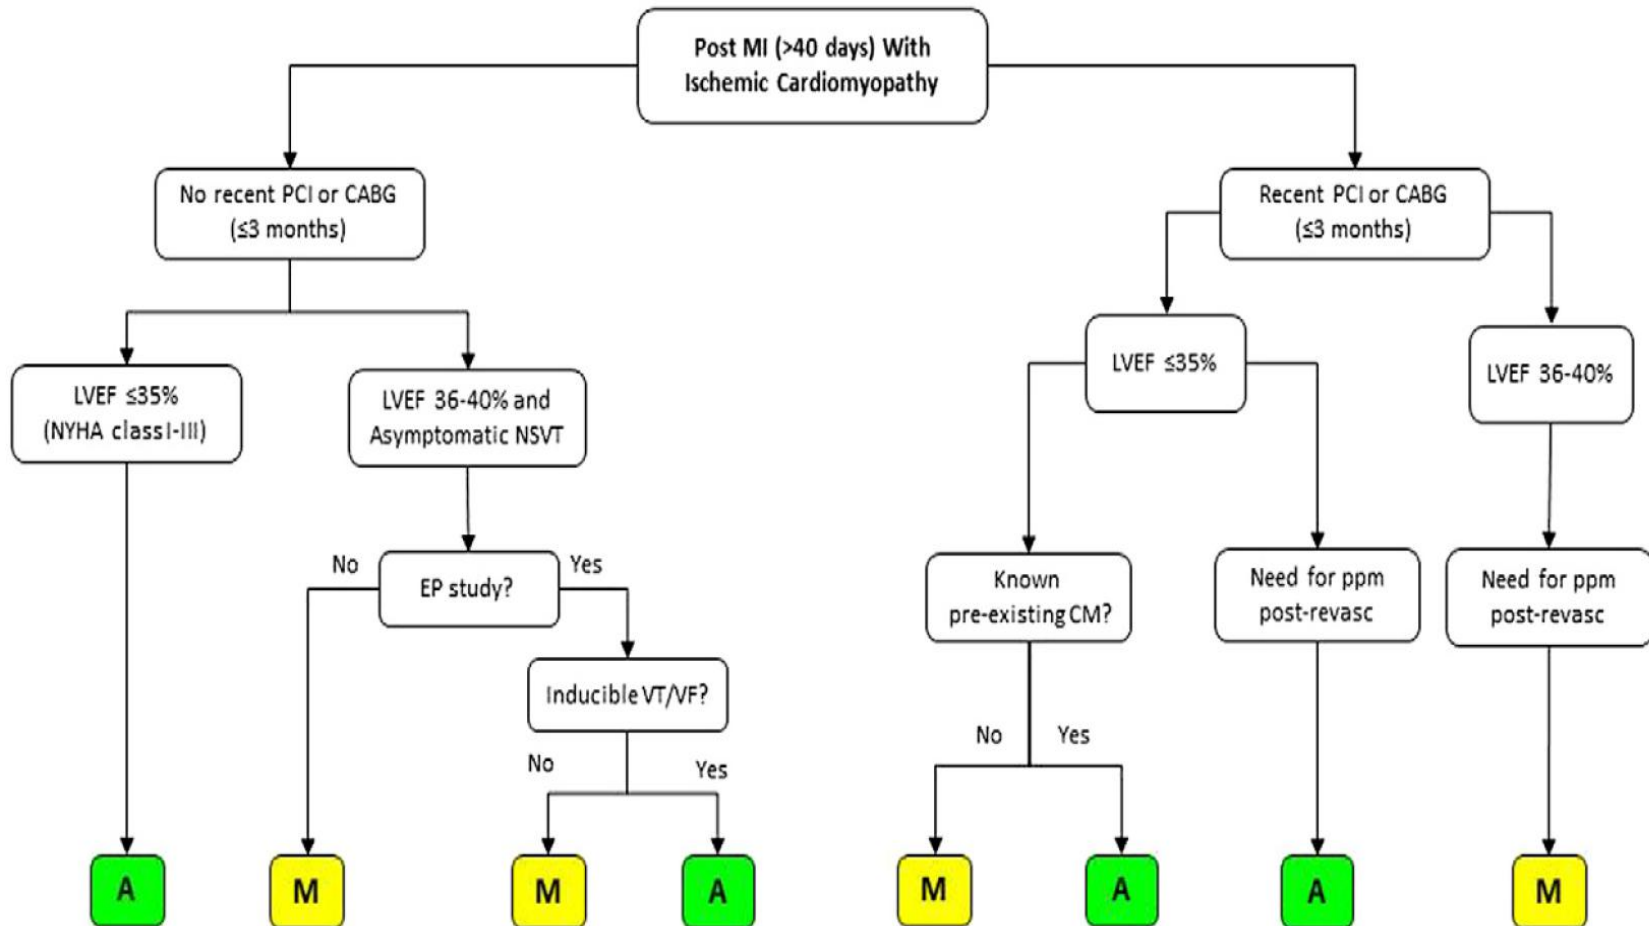 Post MI (>40 days) With
Ischemic Cardiomyopathy
No recent PCI or CABG
(≤3 months)
Recent PCI or CABG
(≤3 months)
LVEF ≤35%
(NYHA class I-III)
LVEF 36-40% and
Asymptomatic NSVT
LVEF ≤35%
LVEF 36-40%
No
EP study?
Yes
Known
pre-existing CM?
Need for ppm
post-revasc
Need for ppm
post-revasc
Inducible VT/VF?
No
Yes
No
Yes
A
M
M
A
M
A
A
M